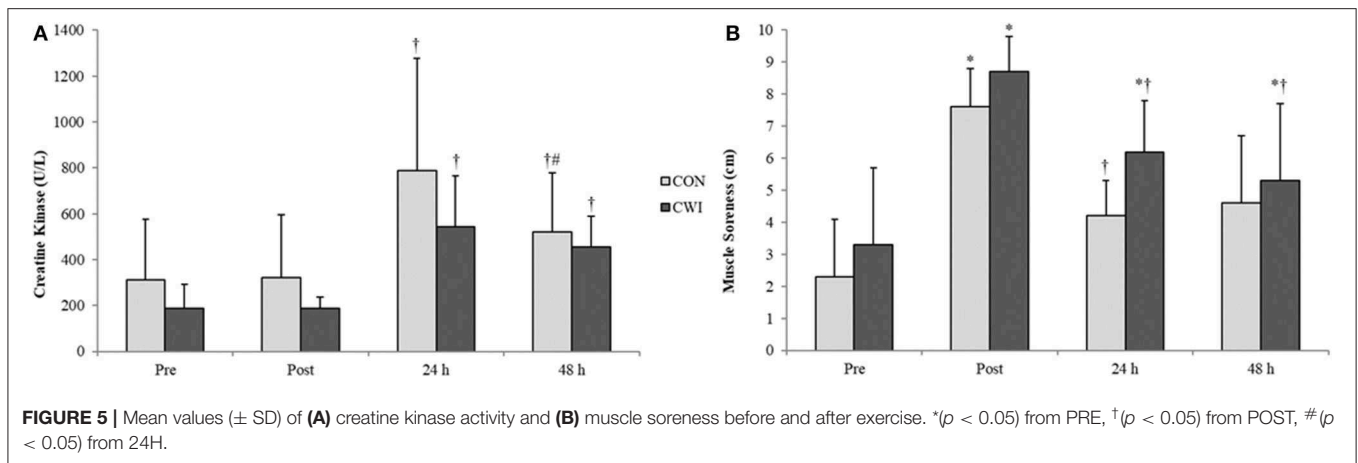 A
1400
1200
1000
800
600
400
200
0
Creatine Kinase (U/L)
†
†
†#
†
Pre Post 24 h 48 h
CON
CWI
B
10
9
8
7
6
5
4
3
2
1
0
Muscle Soreness (cm)
*
*
†
*†
*†
Pre Post 24 h 48 h
FIGURE 5 | Mean values (± SD) of (A) creatine kinase activity and (B) muscle soreness before and after exercise. *(p < 0.05) from PRE, †(p < 0.05) from POST, #(p
< 0.05) from 24H.